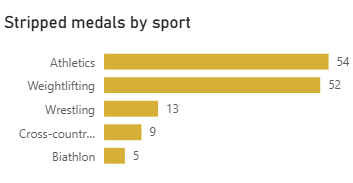 Stripped medals by sport
Athletics 54
Weightlifting 52
Wrestling 13
Cross-countr... 9
Biathlon 5